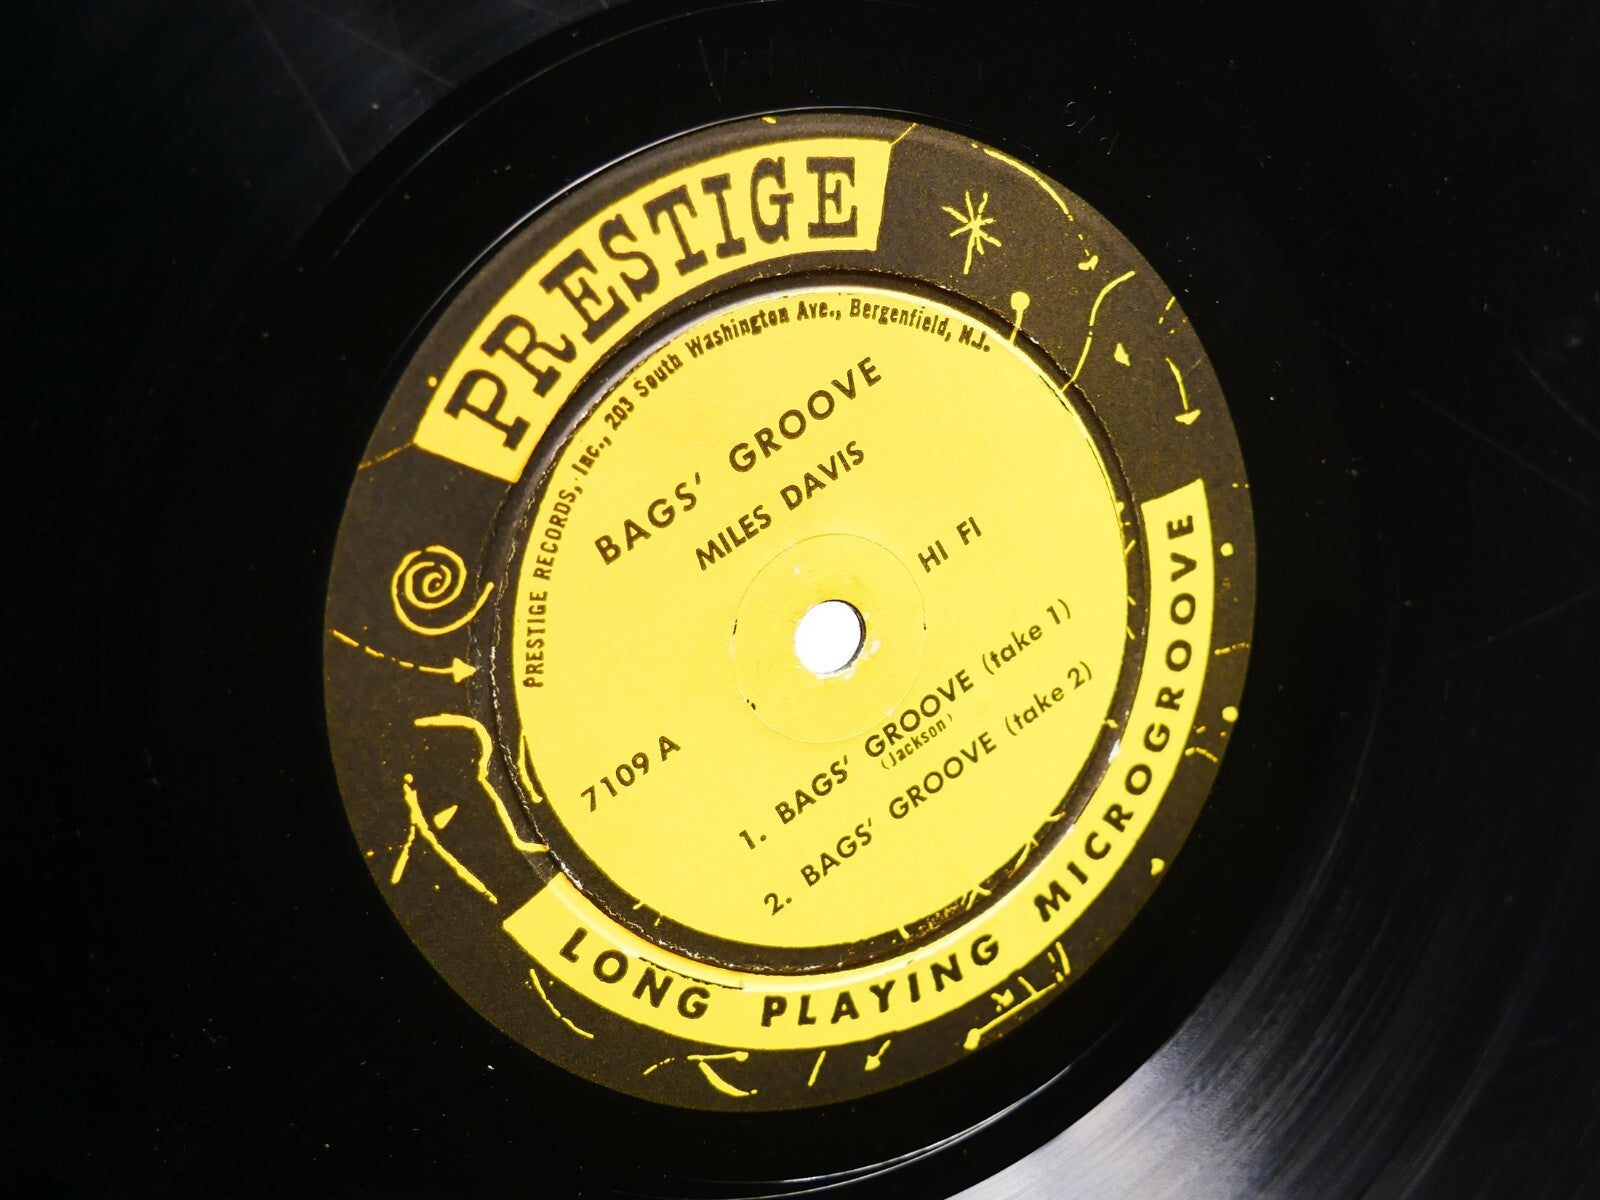 PRESTIGE
PRESTIGE RECORDS, Inc., 203 South Washington Ave., Bergenfield, N.J.
BAGS' GROOVE
MILES DAVIS
HI FI
7109 A
1. BAGS' GROOVE (take 1)
(Jackson)
2. BAGS' GROOVE (take 2)
LONG PLAYING MICROGROOVE